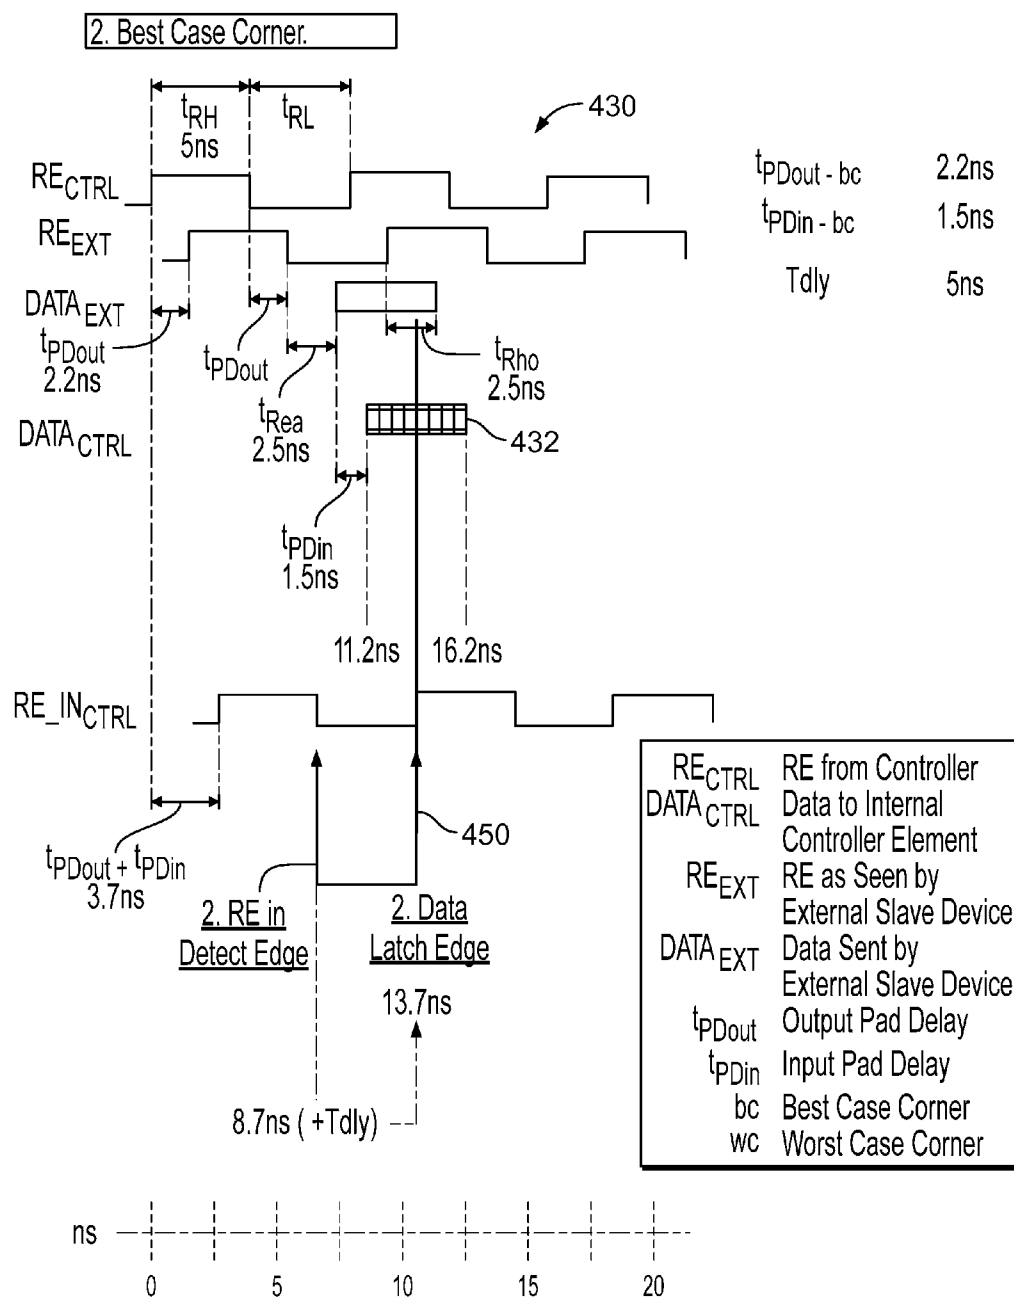 2. Best Case Corner.
tRH
5ns
tRL
430
RECTRL
tPDout - bc 2.2ns
tPDin - bc 1.5ns
Tdly 5ns
REEXT
DATAEXT
tPDout
2.2ns
tPDout
tRea
2.5ns
tRho
2.5ns
DATACTRL
432
tPDin
1.5ns
11.2ns
16.2ns
RE_INCTRL
tPDout + tPDin
3.7ns
450
2. RE in
Detect Edge
2. Data
Latch Edge
13.7ns
8.7ns ( +Tdly)
RECTRL RE from Controller
DATACTRL Data to Internal
Controller Element
REEXT RE as Seen by
External Slave Device
DATAEXT Data Sent by
External Slave Device
tPDout Output Pad Delay
tPDin Input Pad Delay
bc Best Case Corner
wc Worst Case Corner
ns
0 5 10 15 20